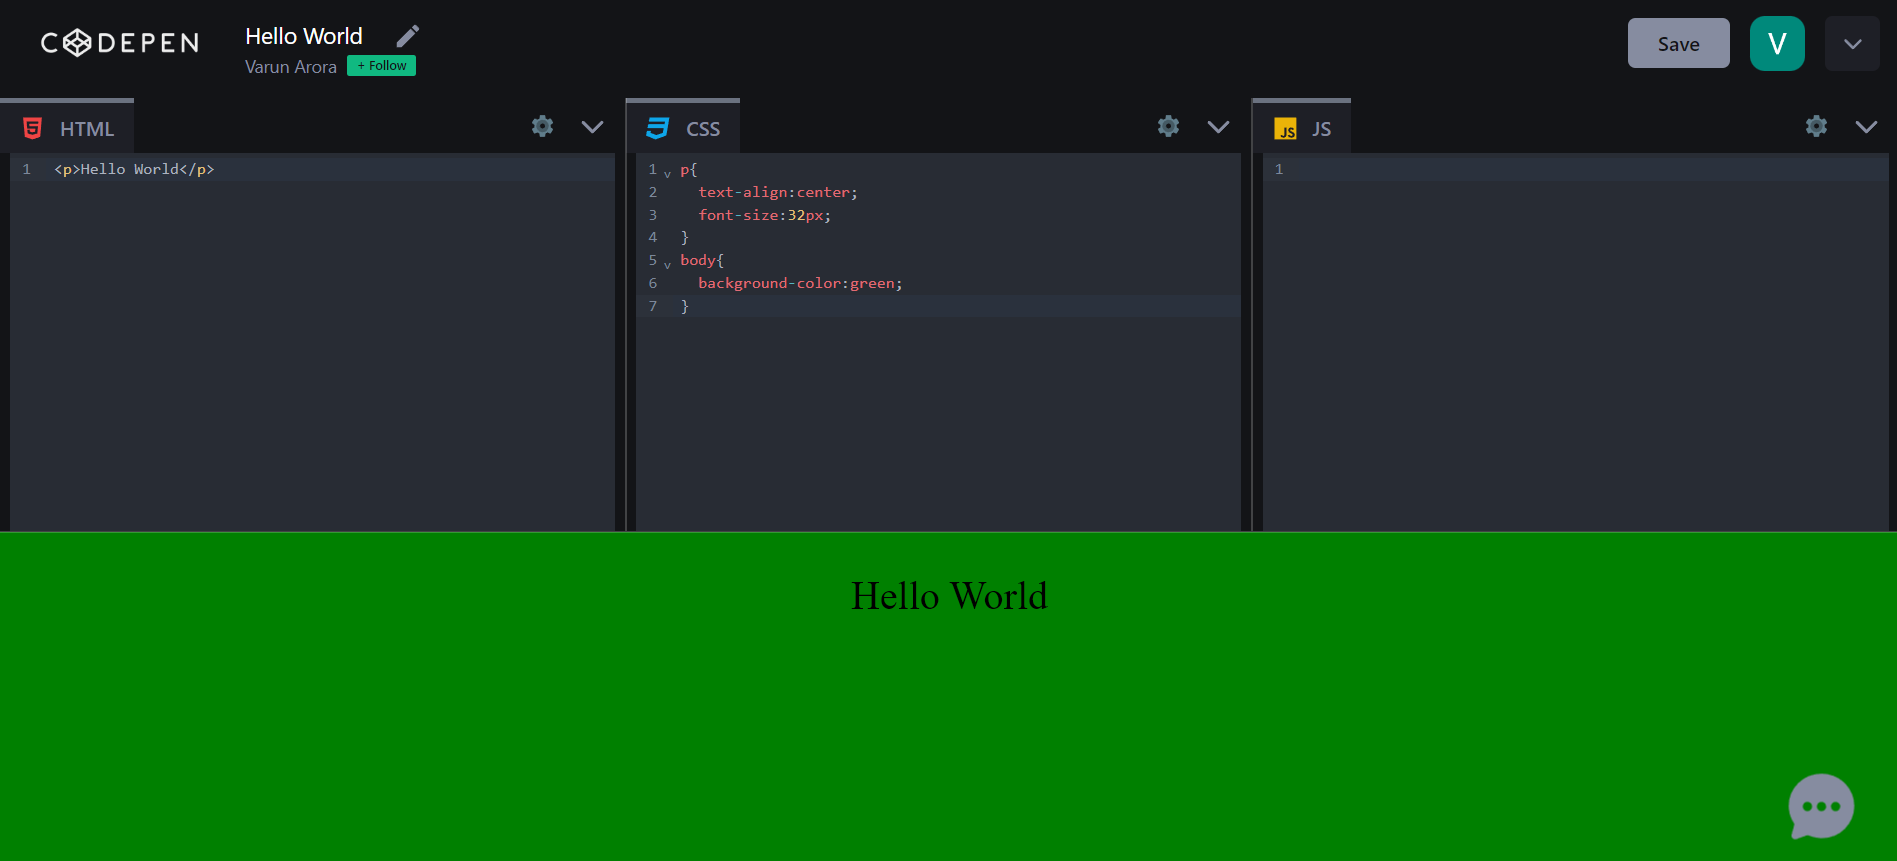 CODEPEN
Hello World
Varun Arora + Follow
Save
V
HTML
1 <p>Hello World</p>
CSS
1 p{
2 text-align:center;
3 font-size:32px;
4 }
5 body{
6 background-color:green;
7 }
JS
JS
1
Hello World